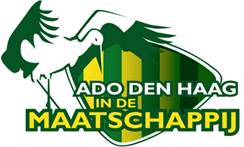 ADO DEN HAAG
IN DE
MAATSCHAPPIJ